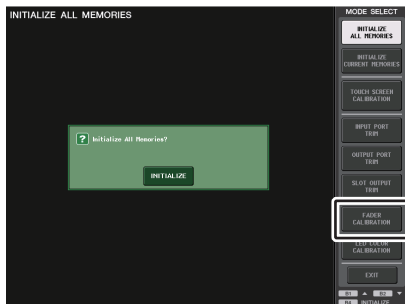 INITIALIZE ALL MEMORIES
MODE SELECT
INITIALIZE
ALL MEMORIES
INITIALIZE
CURRENT MEMORIES
TOUCH SCREEN
CALIBRATION
INPUT PORT
TRIM
OUTPUT PORT
TRIM
SLOT OUTPUT
TRIM
FADER
CALIBRATION
LED COLOR
CALIBRATION
EXIT
? Initialize All Memories?
INITIALIZE
INITIALIZE